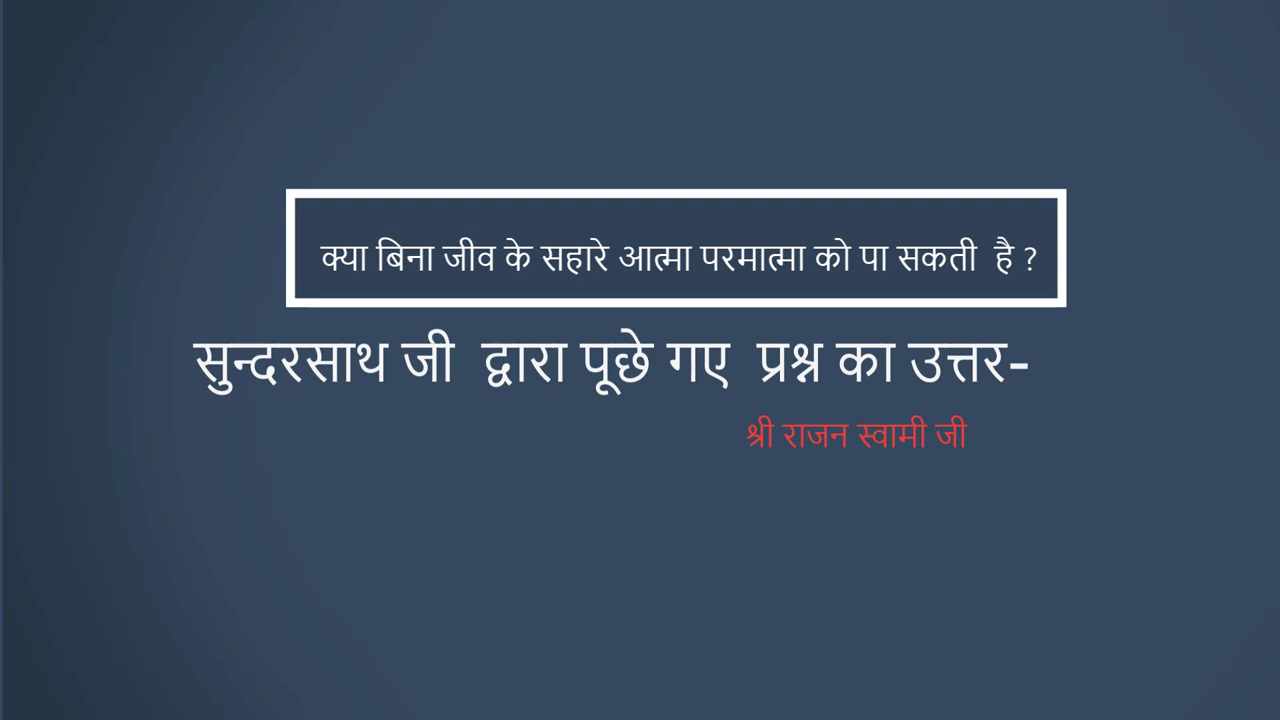 क्या बिना जीव के सहारे आत्मा परमात्मा को पा सकती है ?
सुन्दरसाथ जी द्वारा पूछे गए प्रश्न का उत्तर-
श्री राजन स्वामी जी